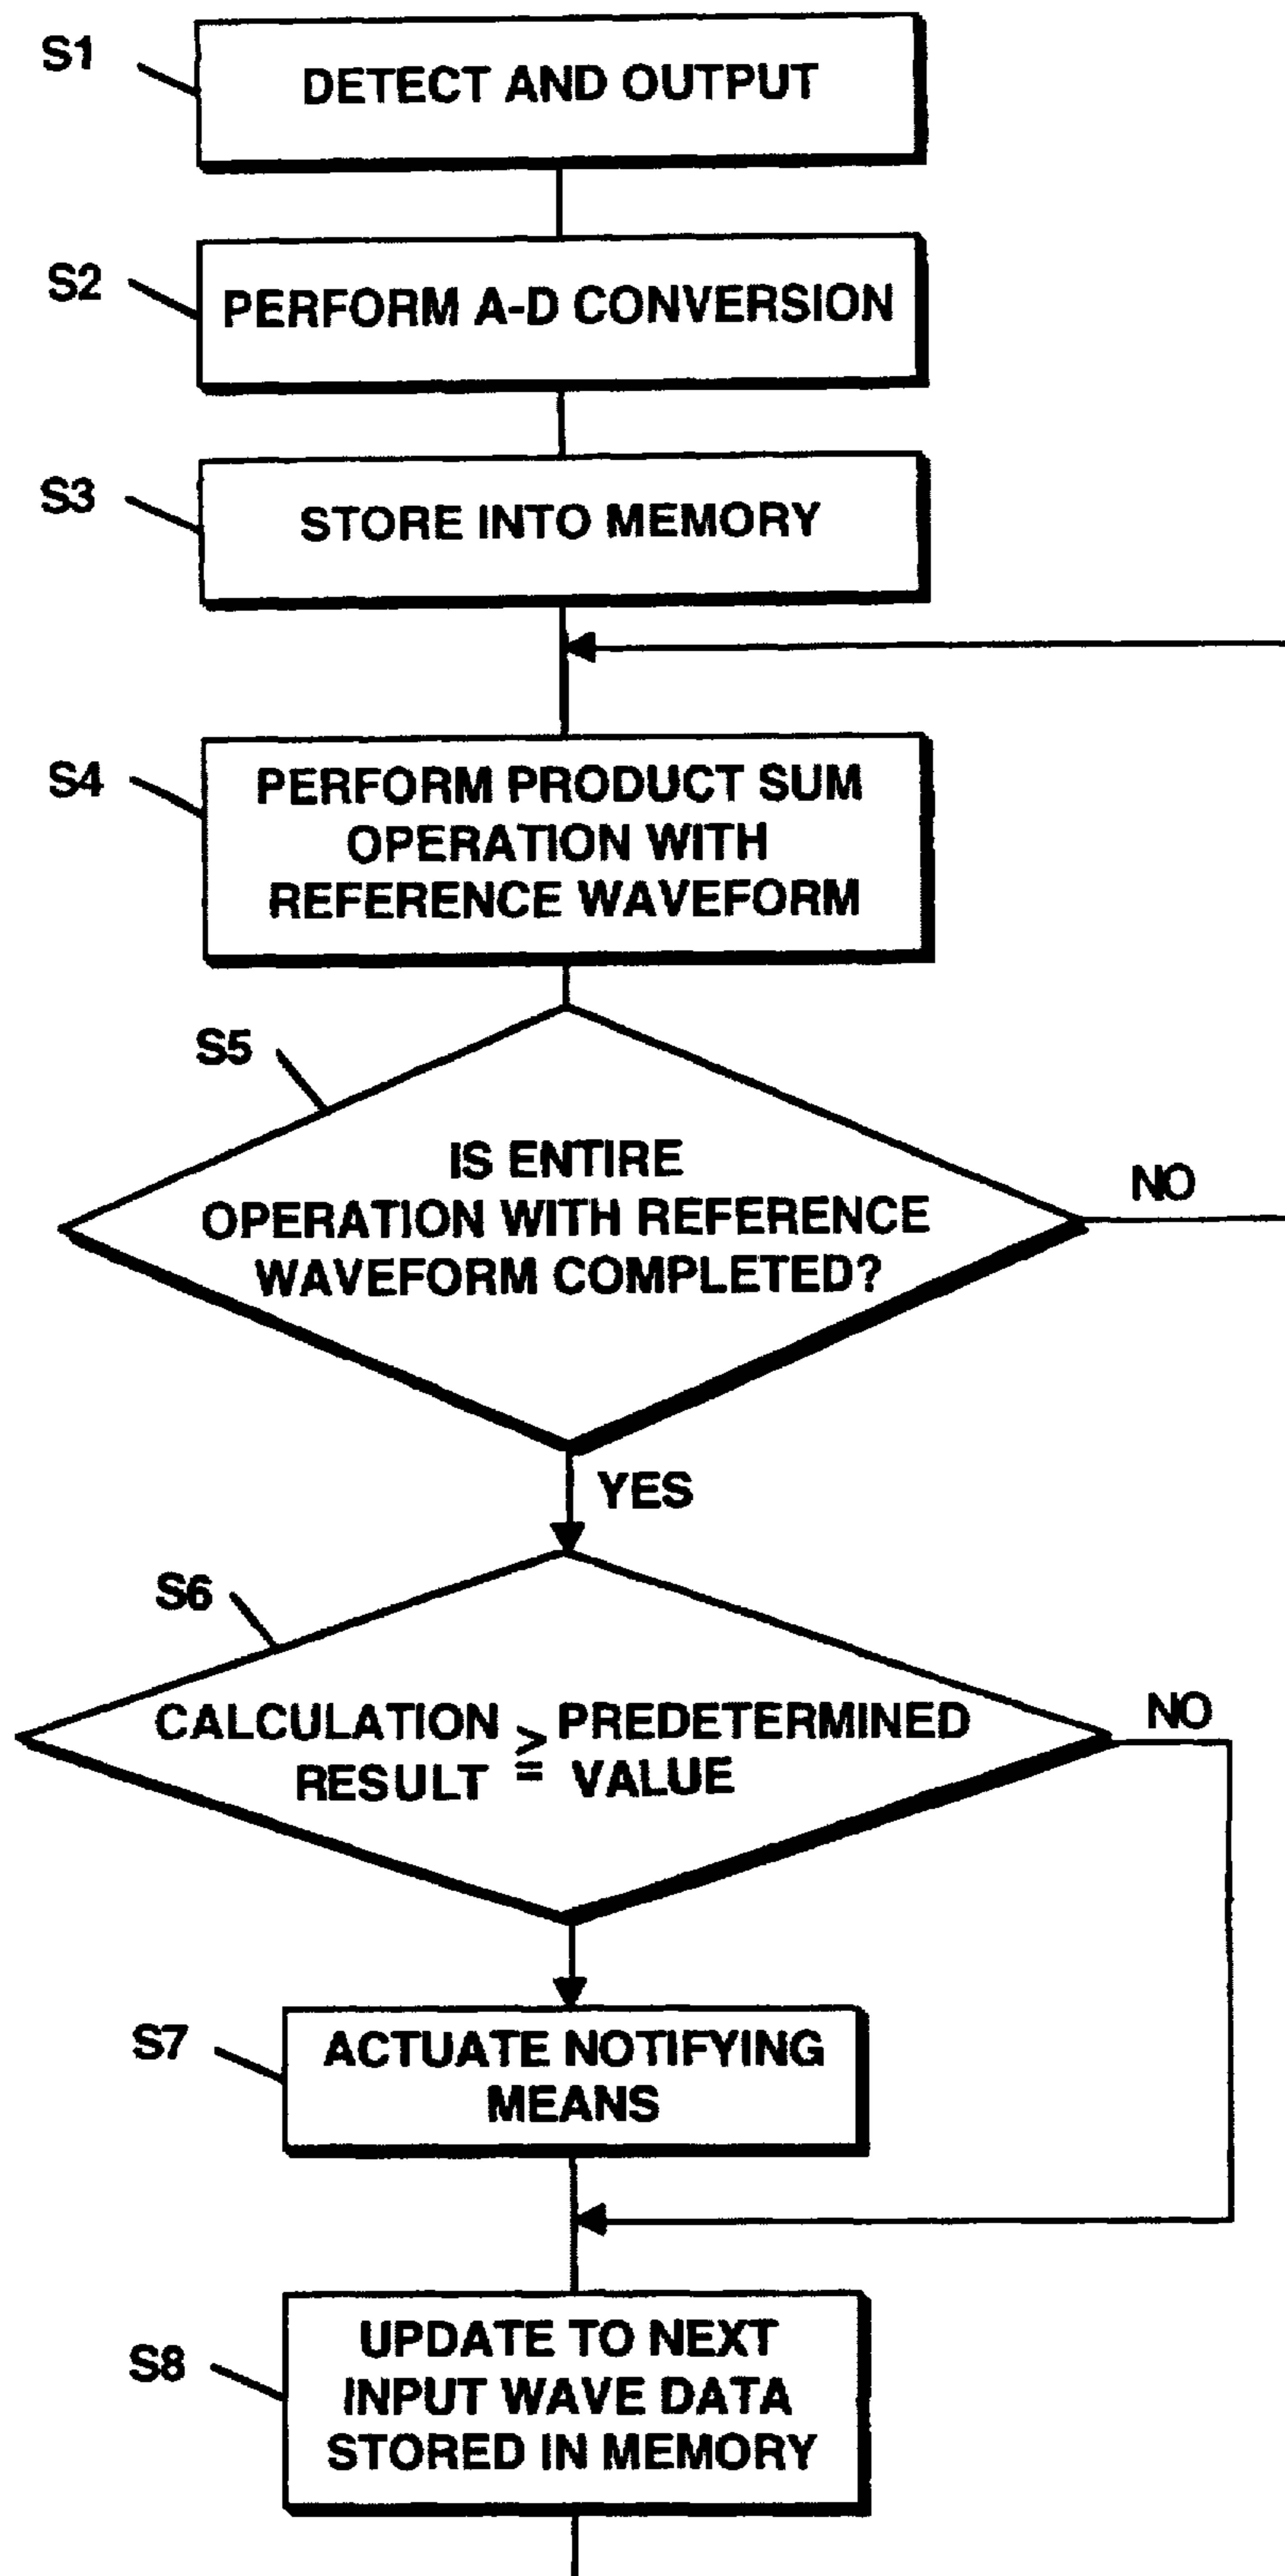 S1
DETECT AND OUTPUT
S2
PERFORM A-D CONVERSION
S3
STORE INTO MEMORY
S4
PERFORM PRODUCT SUM
OPERATION WITH
REFERENCE WAVEFORM
S5
IS ENTIRE
OPERATION WITH REFERENCE
WAVEFORM COMPLETED?
NO
YES
S6
CALCULATION ≧ PREDETERMINED
RESULT VALUE
NO
S7
ACTUATE NOTIFYING
MEANS
S8
UPDATE TO NEXT
INPUT WAVE DATA
STORED IN MEMORY